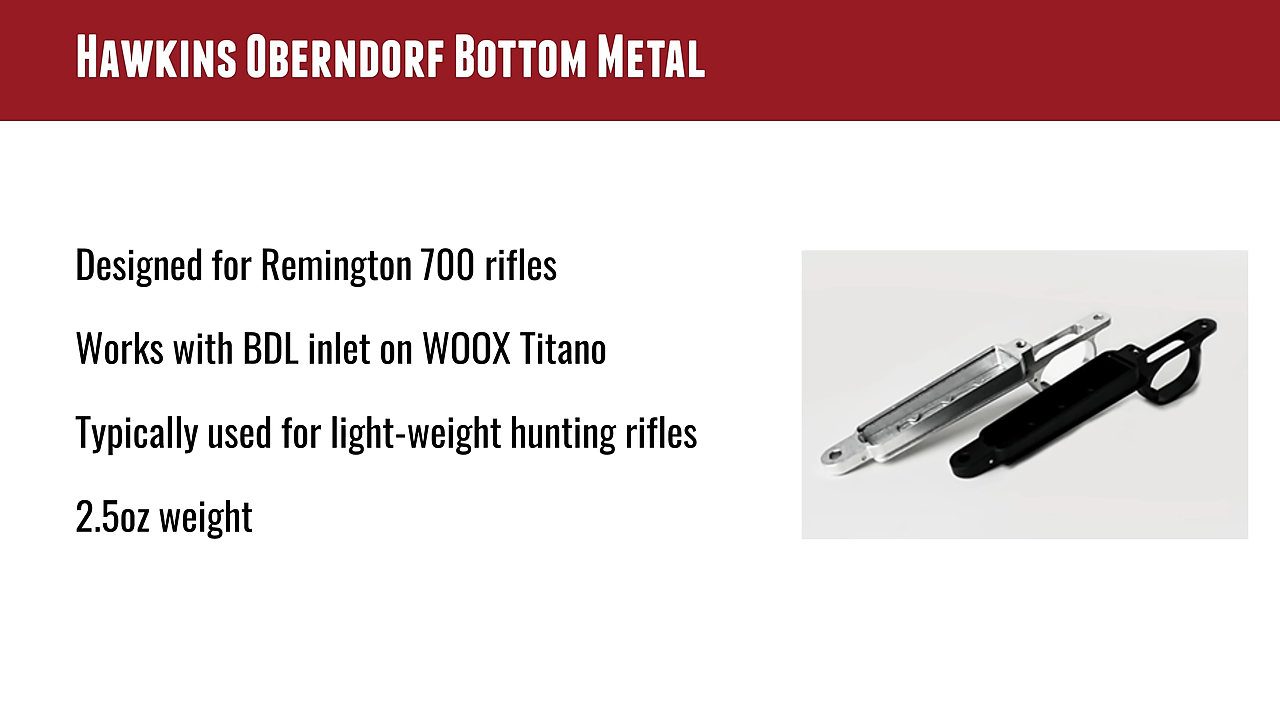 Hawkins Oberndorf Bottom Metal
Designed for Remington 700 rifles
Works with BDL inlet on WOOX Titano
Typically used for light-weight hunting rifles
2.5oz weight